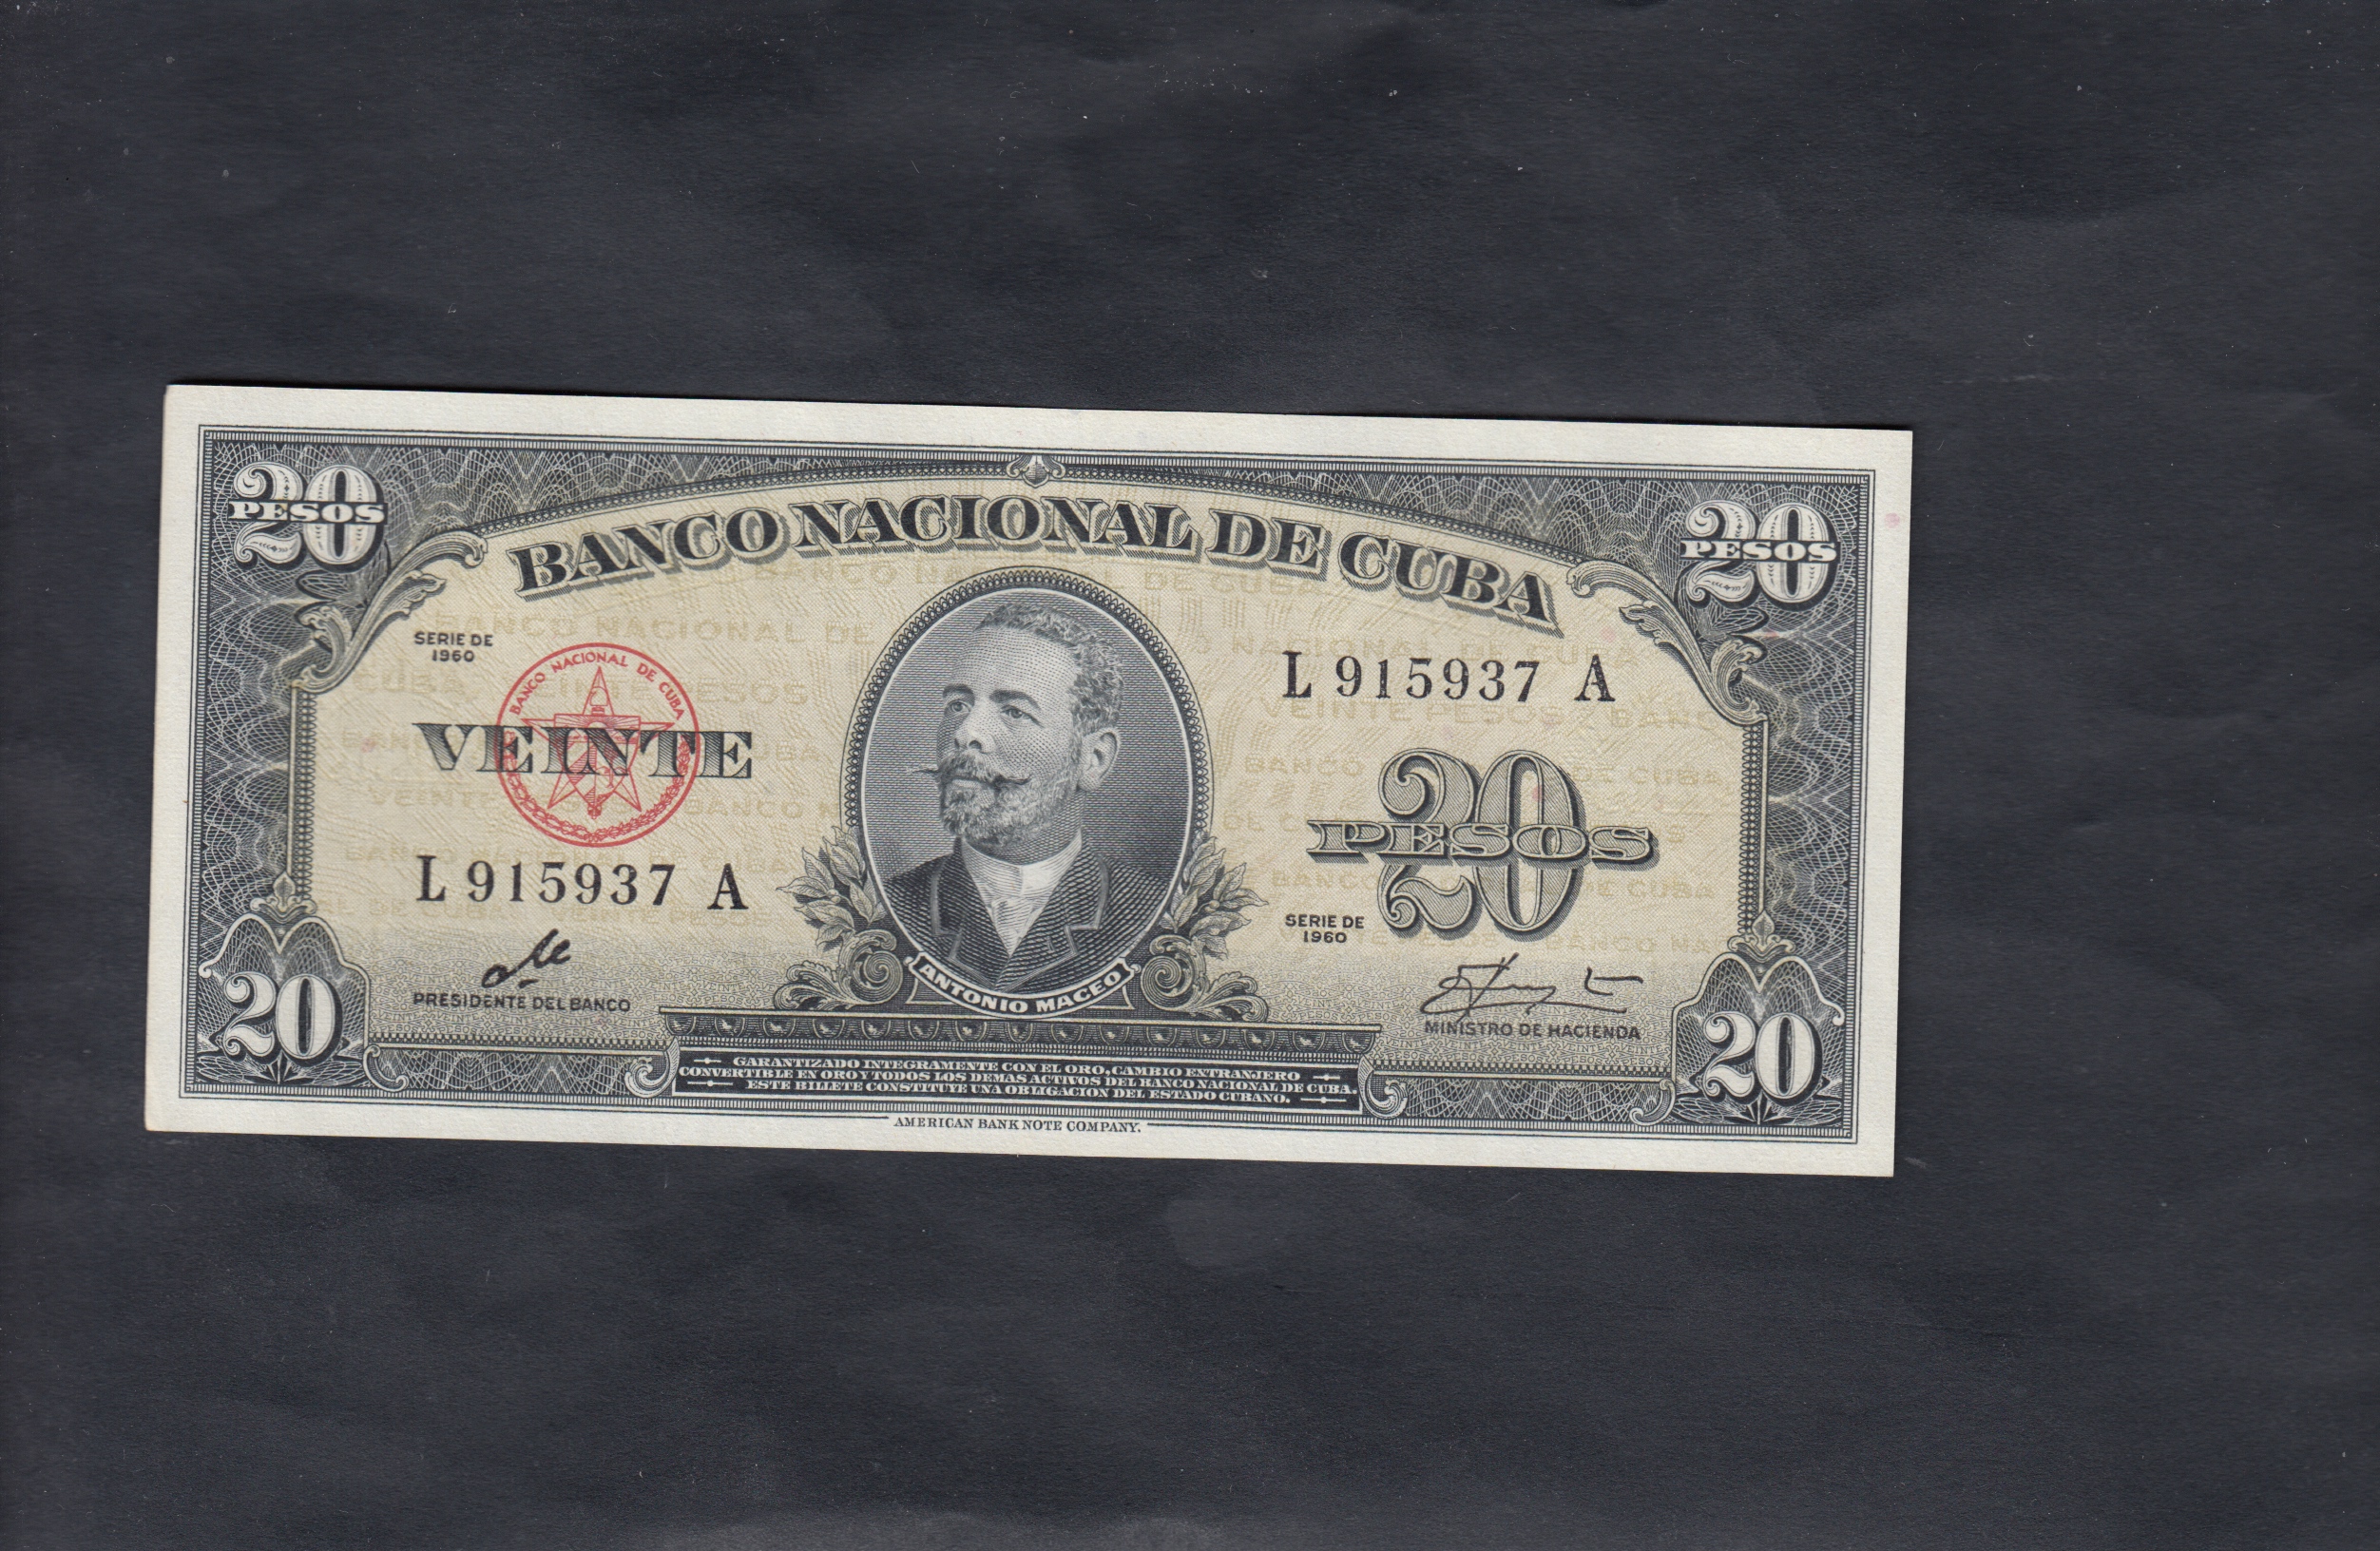 20
PESOS
20
PESOS
BANCO NACIONAL DE CUBA
SERIE DE
1960
BANCO NACIONAL DE CUBA
L 915937 A
VEINTE
20
PESOS
L 915937 A
SERIE DE
1960
Che
PRESIDENTE DEL BANCO
ANTONIO MACEO
MINISTRO DE HACIENDA
20
20
GARANTIZADO INTEGRAMENTE CON EL ORO, CAMBIO EXTRANJERO
CONVERTIBLE EN ORO Y TODOS LOS DEMAS ACTIVOS DEL BANCO NACIONAL DE CUBA.
ESTE BILLETE CONSTITUYE UNA OBLIGACION DEL ESTADO CUBANO.
AMERICAN BANK NOTE COMPANY.